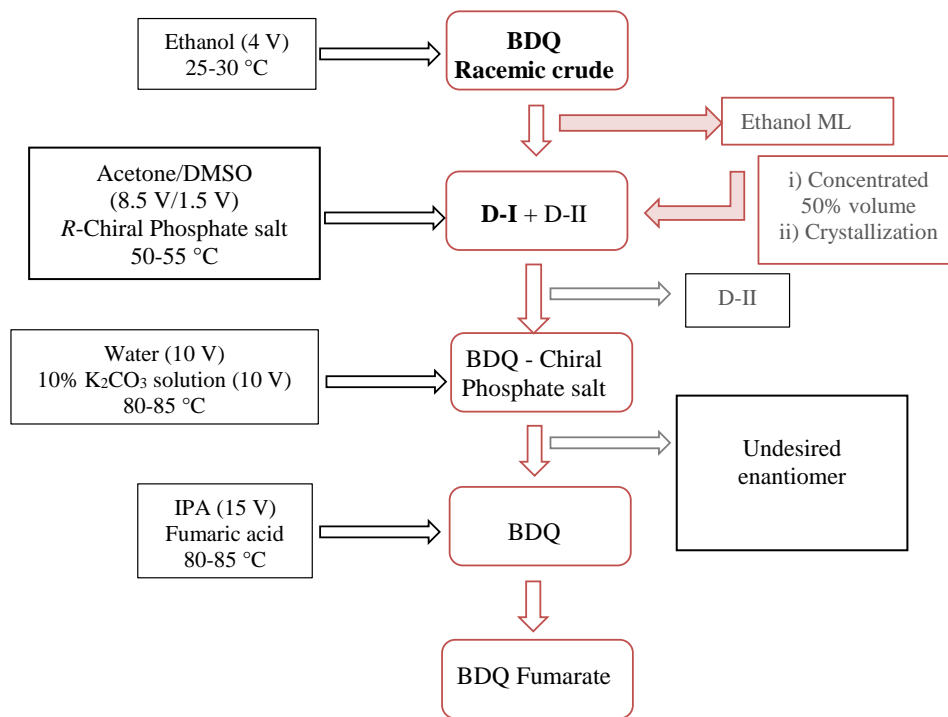 Ethanol (4 V)
25-30 °C
BDQ
Racemic crude
Ethanol ML
Acetone/DMSO
(8.5 V/1.5 V)
R-Chiral Phosphate salt
50-55 °C
D-I + D-II
i) Concentrated
50% volume
ii) Crystallization
D-II
Water (10 V)
10% K₂CO₃ solution (10 V)
80-85 °C
BDQ - Chiral
Phosphate salt
Undesired
enantiomer
IPA (15 V)
Fumaric acid
80-85 °C
BDQ
BDQ Fumarate